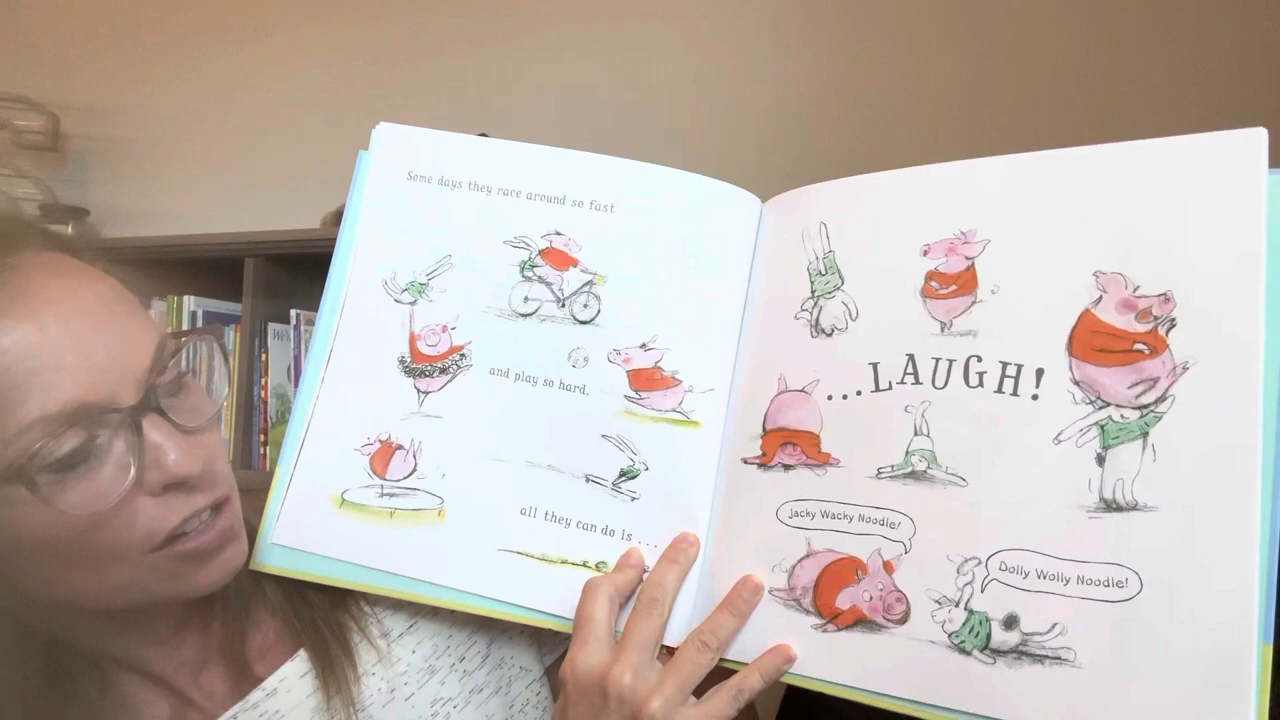 Some days they race around so fast
and play so hard,
all they can do is ...
...LAUGH!
Jacky Wacky Noodle!
Dolly Wolly Noodle!